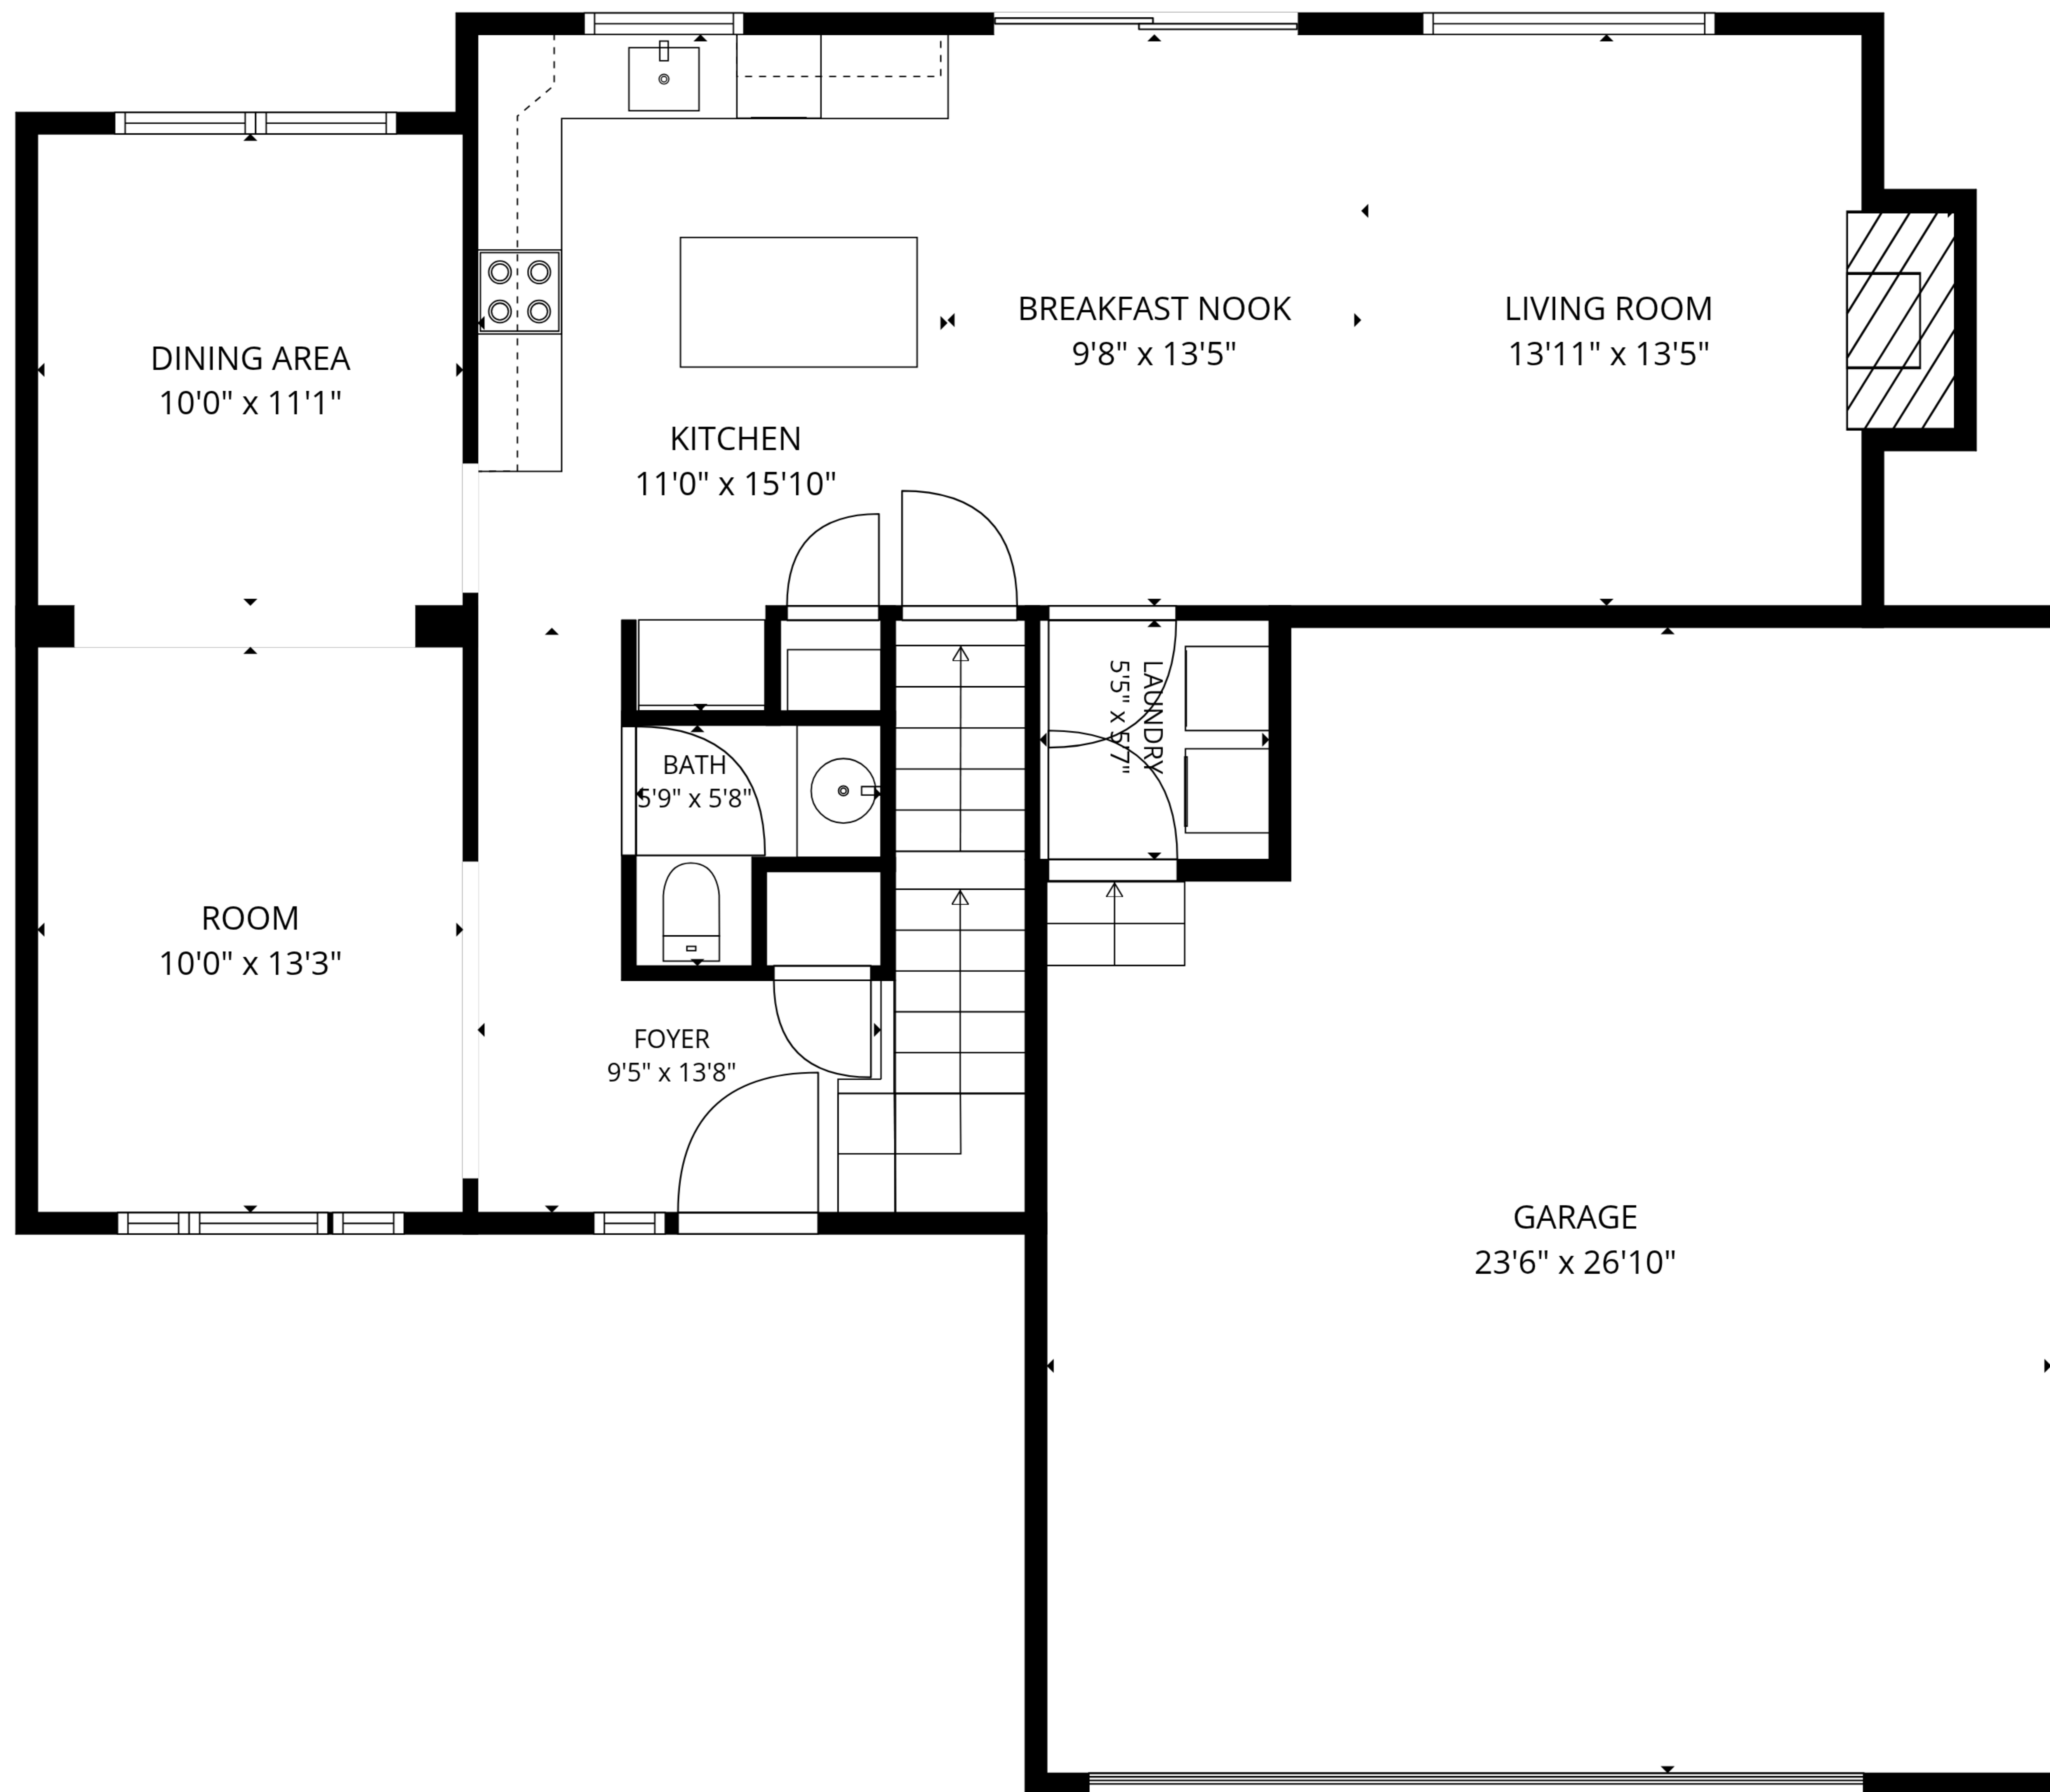 BREAKFAST NOOK
9'8" x 13'5"
LIVING ROOM
13'11" x 13'5"
DINING AREA
10'0" x 11'1"
KITCHEN
11'0" x 15'10"
LAUNDRY
5'5" x 5'7"
BATH
5'9" x 5'8"
ROOM
10'0" x 13'3"
FOYER
9'5" x 13'8"
GARAGE
23'6" x 26'10"